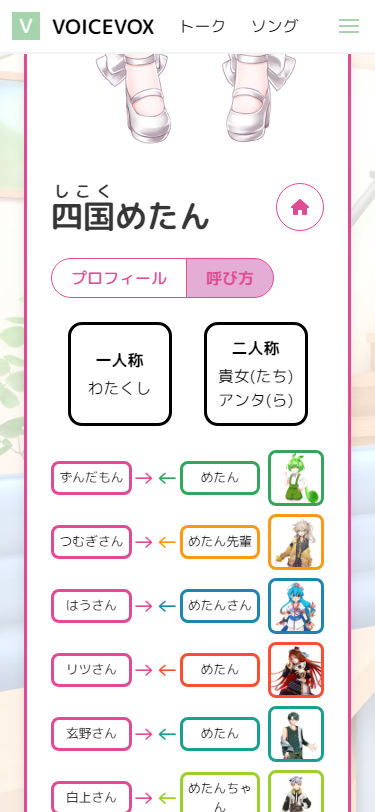 V VOICEVOX トーク ソング
しこく
四国めたん
プロフィール 呼び方
一人称
わたくし
二人称
貴女(たち)
アンタ(ら)
ずんだもん → ← めたん
つむぎさん → ← めたん先輩
はうさん → ← めたんさん
リツさん → ← めたん
玄野さん → ← めたん
白上さん → ← めたんちゃ
ん